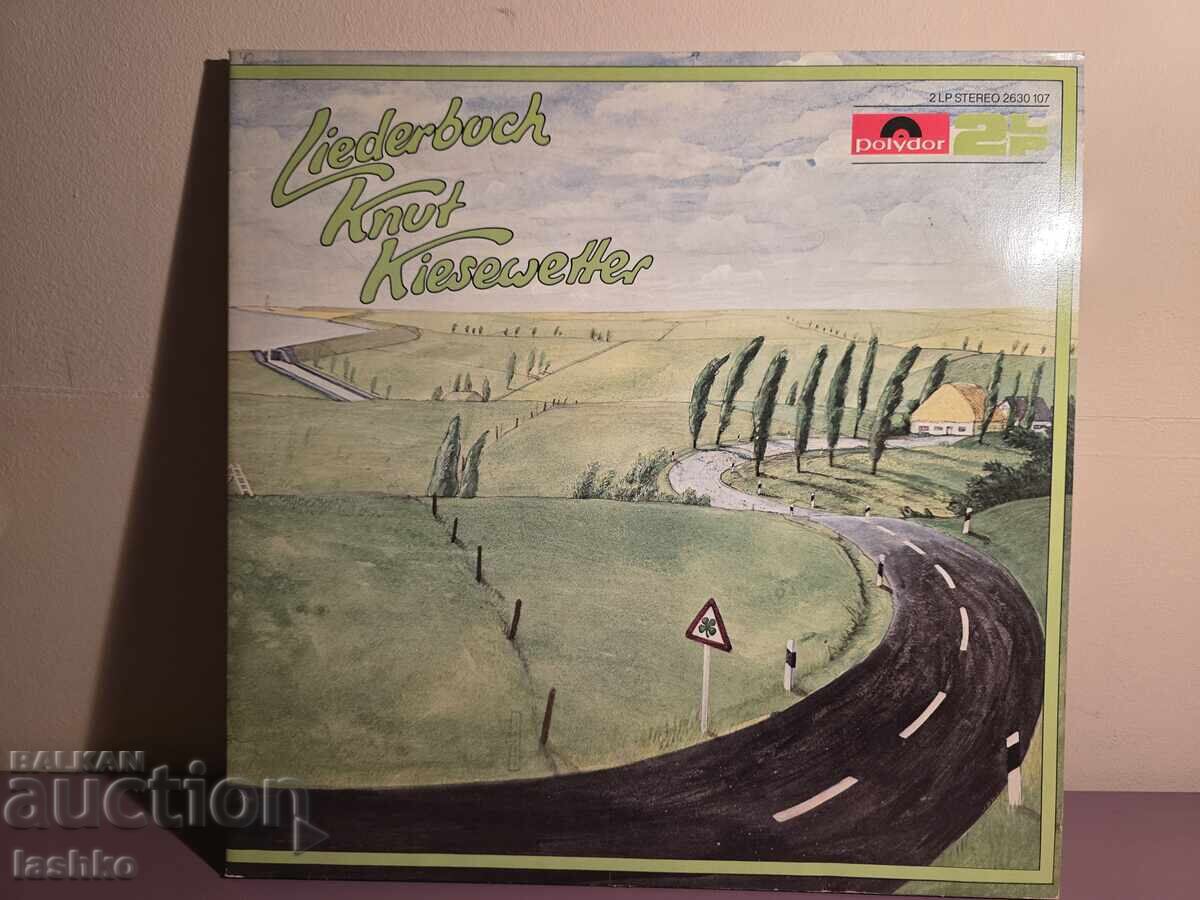 2 LP STEREO 2630 107
polydor 2LP
Liederbuch
Knut
Kiesewetter
BALKAN
auction
lashko